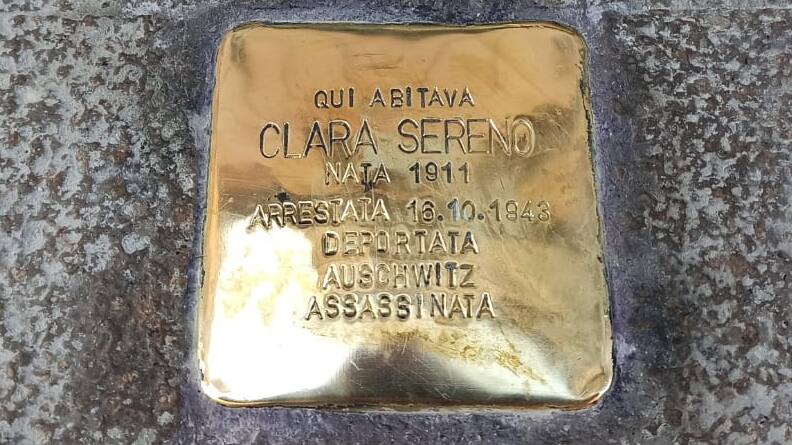 QUI ABITAVA
CLARA SERENO
NATA 1911
ARRESTATA 16.10.1943
DEPORTATA
AUSCHWITZ
ASSASSINATA